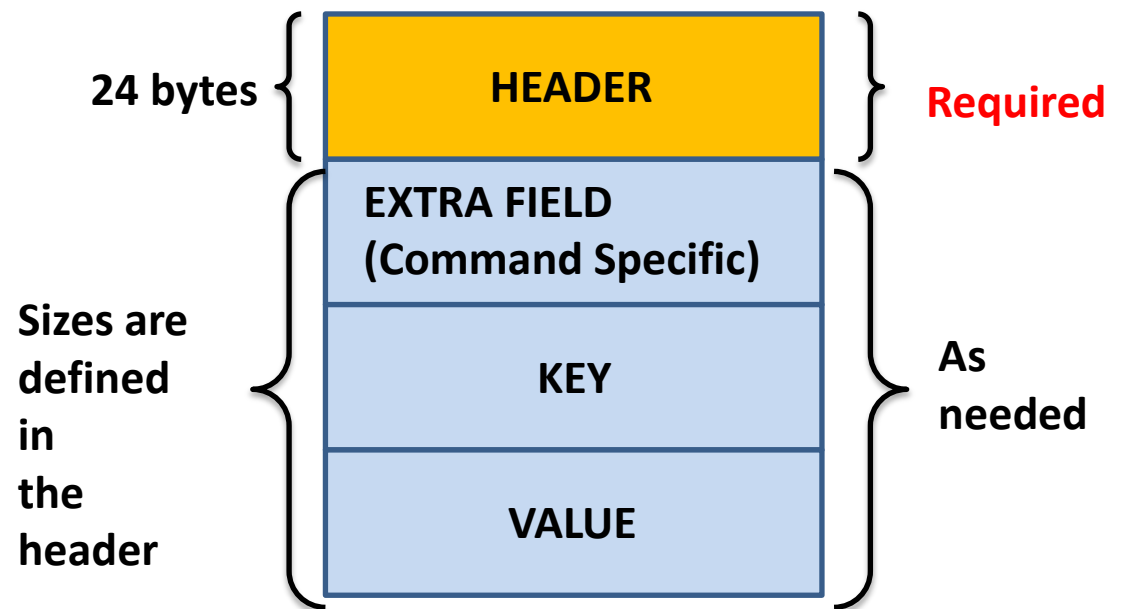 24 bytes
HEADER
Required
EXTRA FIELD
(Command Specific)
Sizes are
defined
in
the
header
KEY
As
needed
VALUE